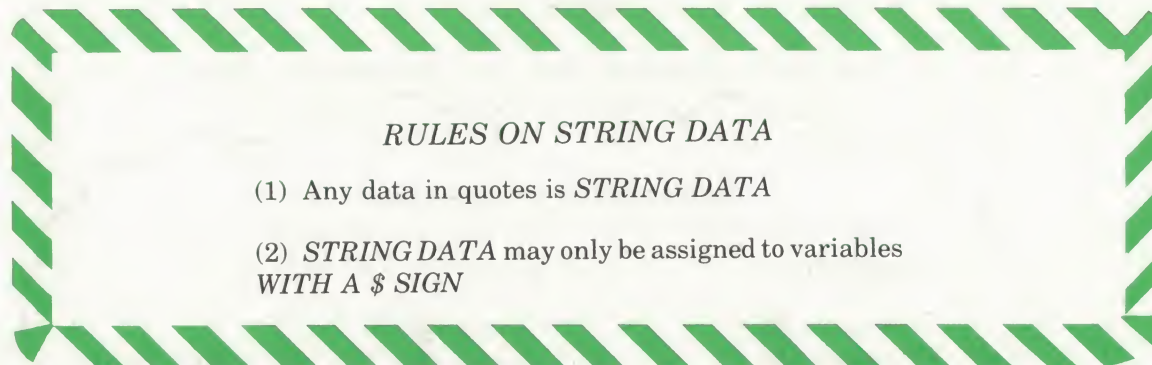 RULES ON STRING DATA
(1) Any data in quotes is STRING DATA
(2) STRING DATA may only be assigned to variables
WITH A $ SIGN